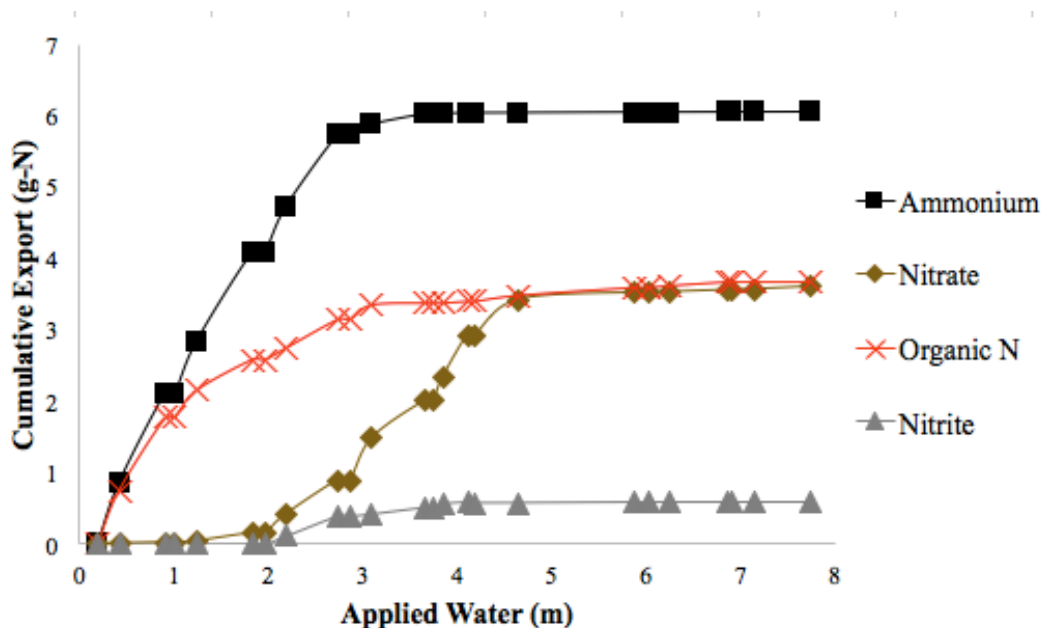 7
6
5
4
3
2
1
0
Cumulative Export (g-N)
0 1 2 3 4 5 6 7 8
Applied Water (m)
Ammonium
Nitrate
Organic N
Nitrite